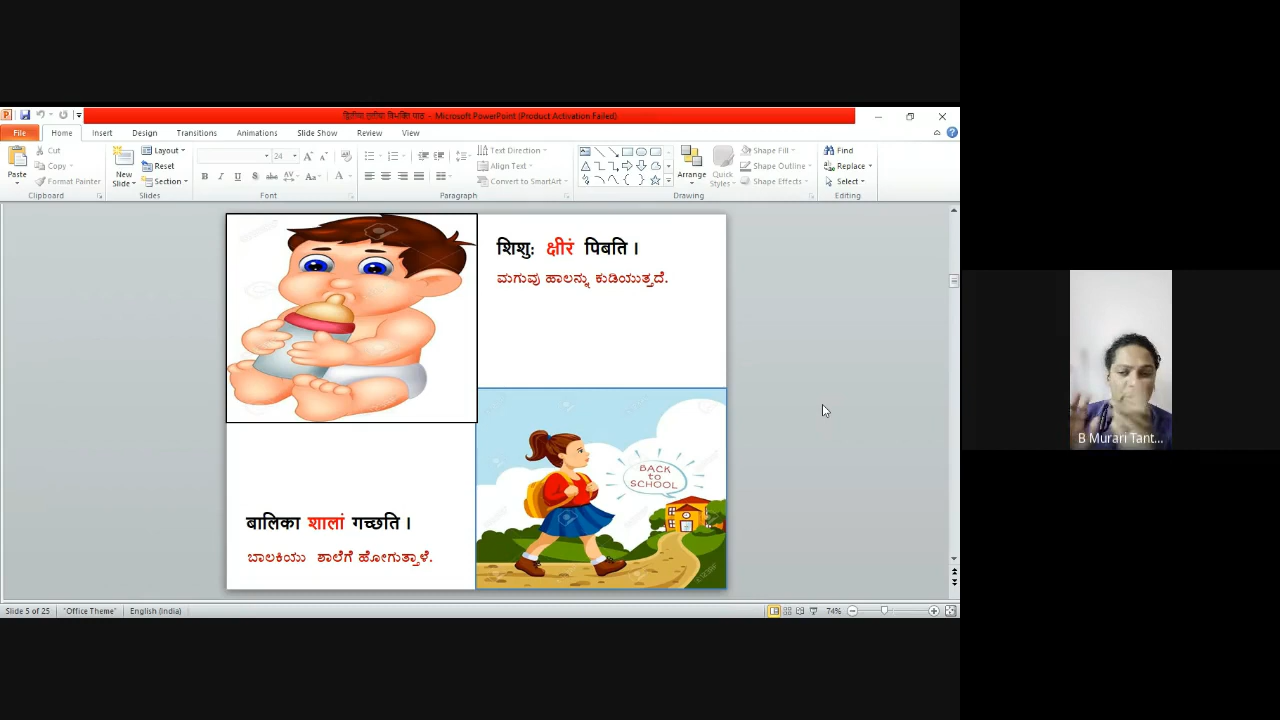 द्वितीया तृतीया विभक्ति पाठ - Microsoft PowerPoint (Product Activation Failed)
File Home Insert Design Transitions Animations Slide Show Review View
Cut
Copy
Format Painter
Paste
Clipboard
New
Slide
Layout
Reset
Section
Slides
24
Font
Text Direction
Align Text
Convert to SmartArt
Paragraph
Arrange
Quick
Styles
Shape Fill
Shape Outline
Shape Effects
Drawing
Find
Replace
Select
Editing
शिशुः क्षीरं पिबति ।
ಮಗುವು ಹಾಲನ್ನು ಕುಡಿಯುತ್ತದೆ.
BACK
to
SCHOOL
बालिका शालां गच्छति ।
ಬಾಲಕಿಯು ಶಾಲೆಗೆ ಹೋಗುತ್ತಾಳೆ.
Slide 5 of 25 "Office Theme" English (India) 74%
B Murari Tant...